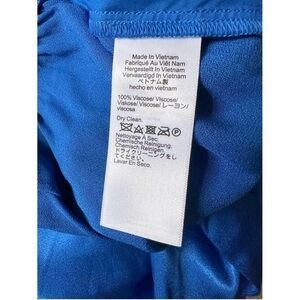 Made In Vietnam
Fabriqué Au Viêt Nam
Hergestellt In Vietnam
Vervaardigd In Vietnam
ベトナム製
hecho en vietnam
100% Viscose/ Viscose/
Viskose/ Viscose/ レーヨン/
viscosa
Dry Clean.
P
Nettoyage A Sec.
Chemische Reinigung.
Chemisch Reinigen.
ドライクリーニングをし
てください。
Lavar En Seco.